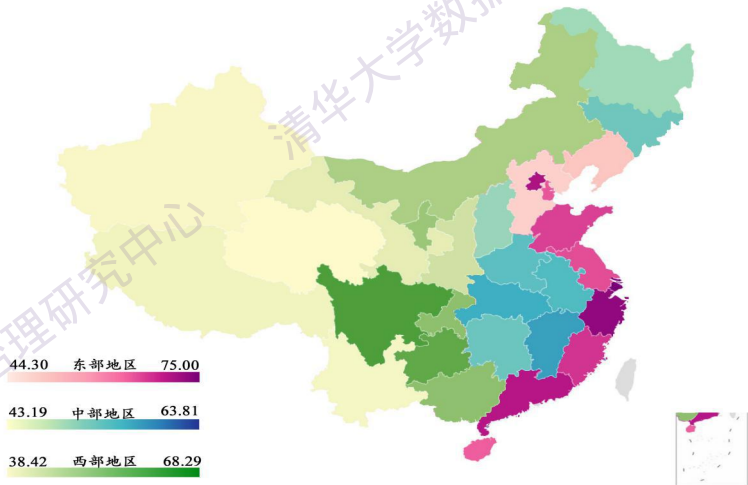 清华大学数据
治理研究中心
44.30 东部地区 75.00
43.19 中部地区 63.81
38.42 西部地区 68.29